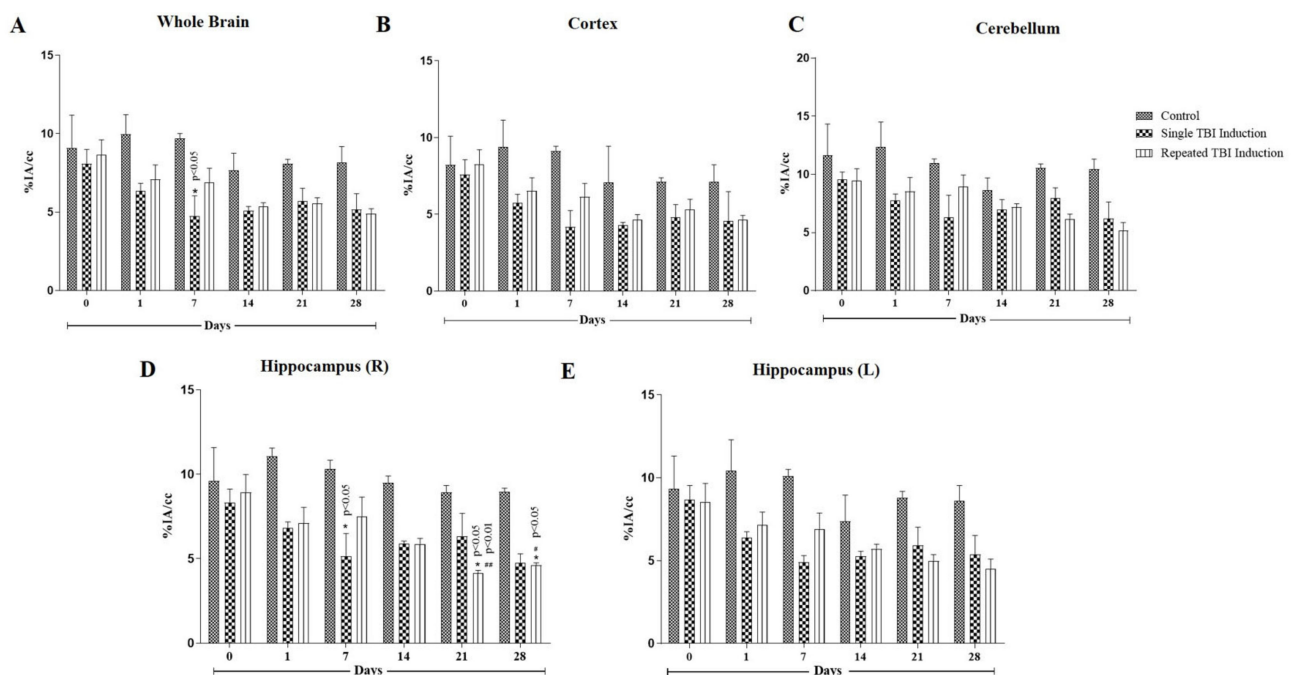 A
Whole Brain
15
10
5
0
%IA/cc
* p<0.05
0 1 7 14 21 28
Days
B
Cortex
15
10
5
0
%IA/cc
0 1 7 14 21 28
Days
C
Cerebellum
20
15
10
5
0
%IA/cc
0 1 7 14 21 28
Days
Control
Single TBI Induction
Repeated TBI Induction
D
Hippocampus (R)
15
10
5
0
%IA/cc
* p<0.05
* p<0.05
## p<0.01
* # p<0.05
0 1 7 14 21 28
Days
E
Hippocampus (L)
15
10
5
0
%IA/cc
0 1 7 14 21 28
Days